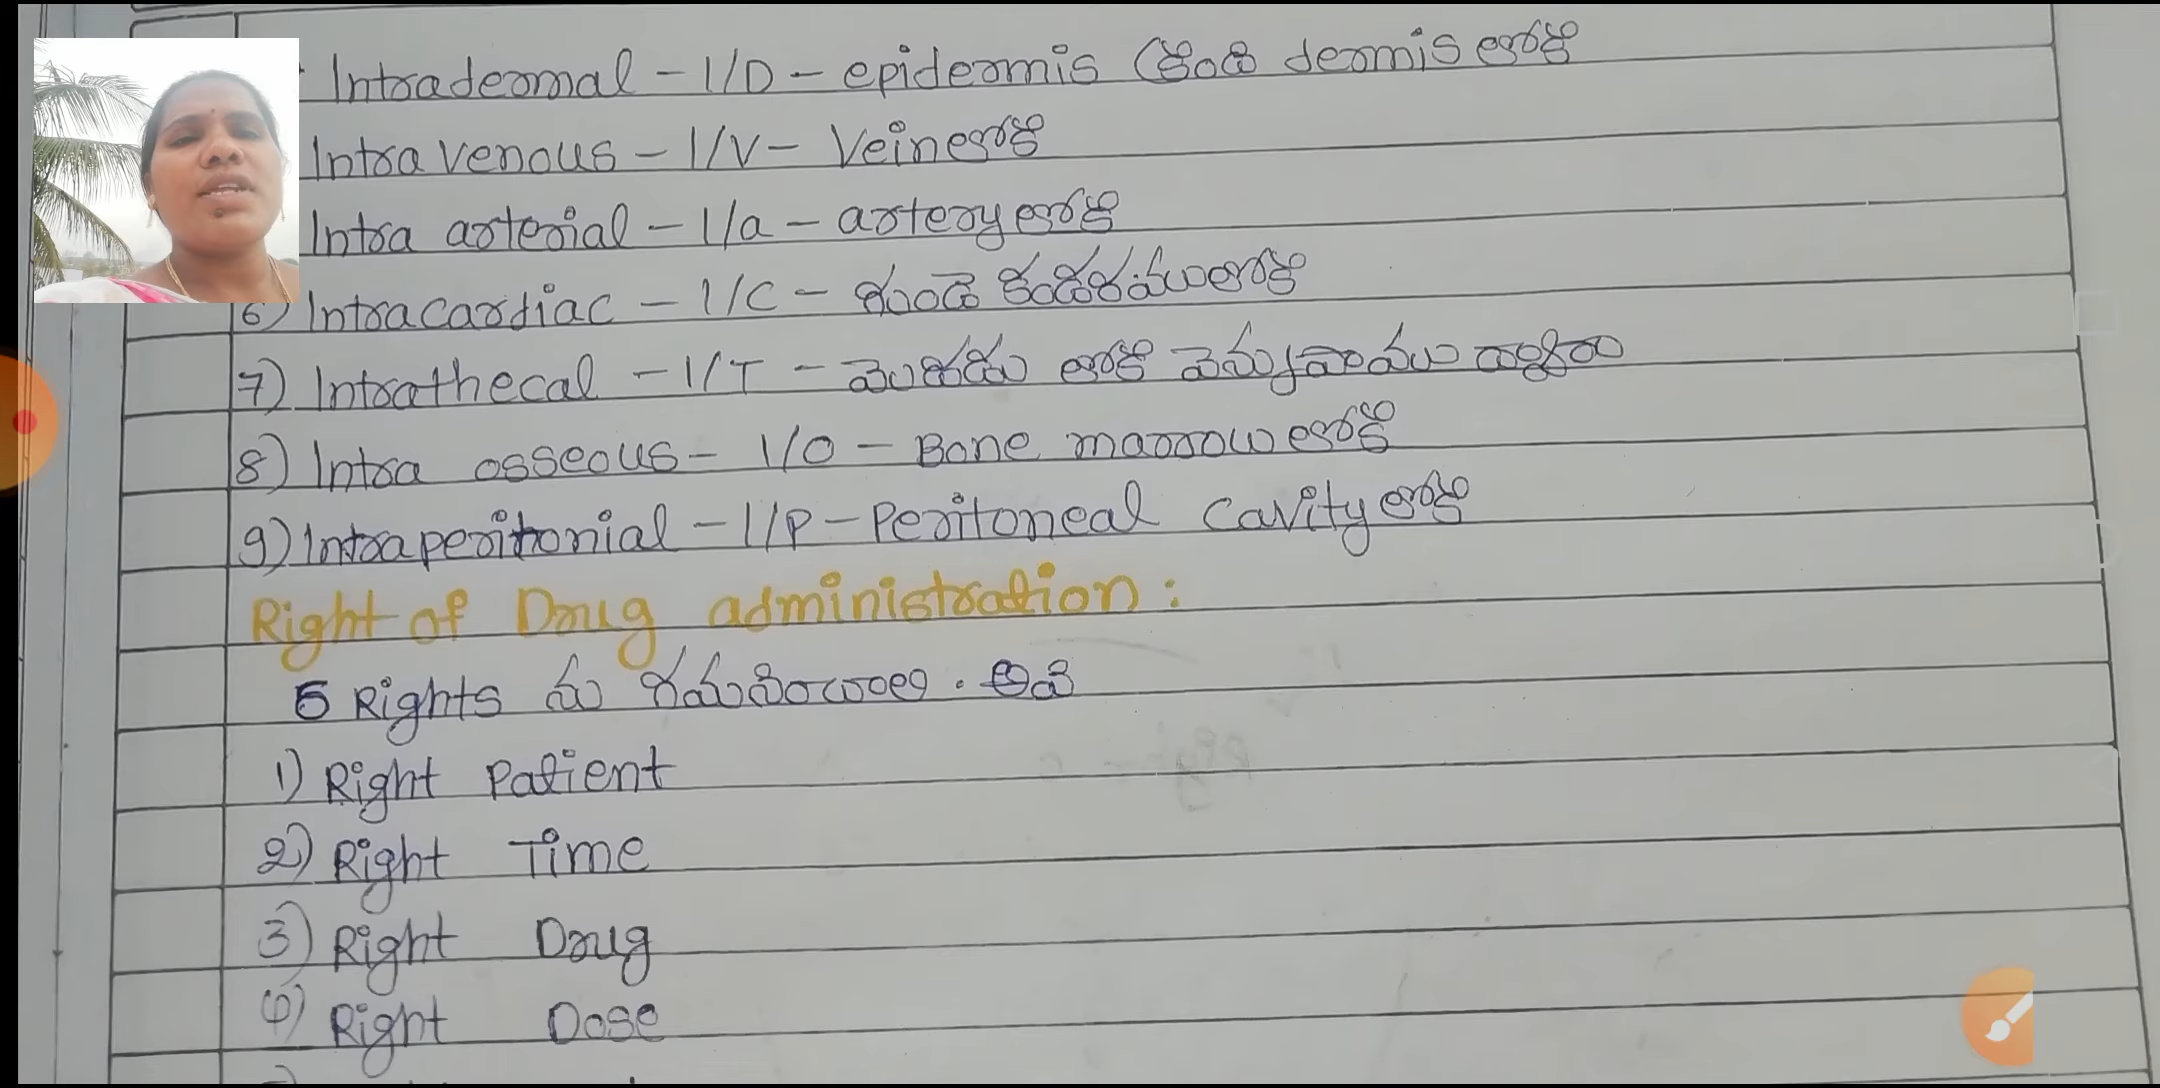 Intradermal - I/D - epidermis క్రింది dermis లోకి
Intra venous - I/V - Vein లోకి
Intra arterial - I/a - artery లోకి
6) Intracardiac - I/C - గుండె కండరములోకి
7) Intrathecal - I/T - మెదడు లోకి వెన్నుపాము ద్వారా
8) Intra osseous - I/O - Bone marrow లోకి
9) Intraperitonial - I/P - Peritoneal Cavity లోకి
Right of Drug administration :
5 Rights ను గమనించాలి. అవి
1) Right Patient
2) Right Time
3) Right Drug
4) Right Dose